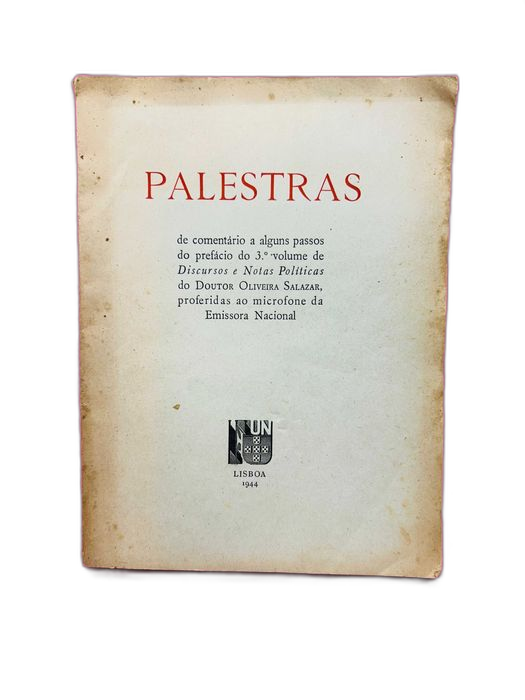 PALESTRAS
de comentário a alguns passos
do prefácio do 3.º volume de
Discursos e Notas Políticas
do DOUTOR OLIVEIRA SALAZAR,
proferidas ao microfone da
Emissora Nacional
UN
LISBOA
1944